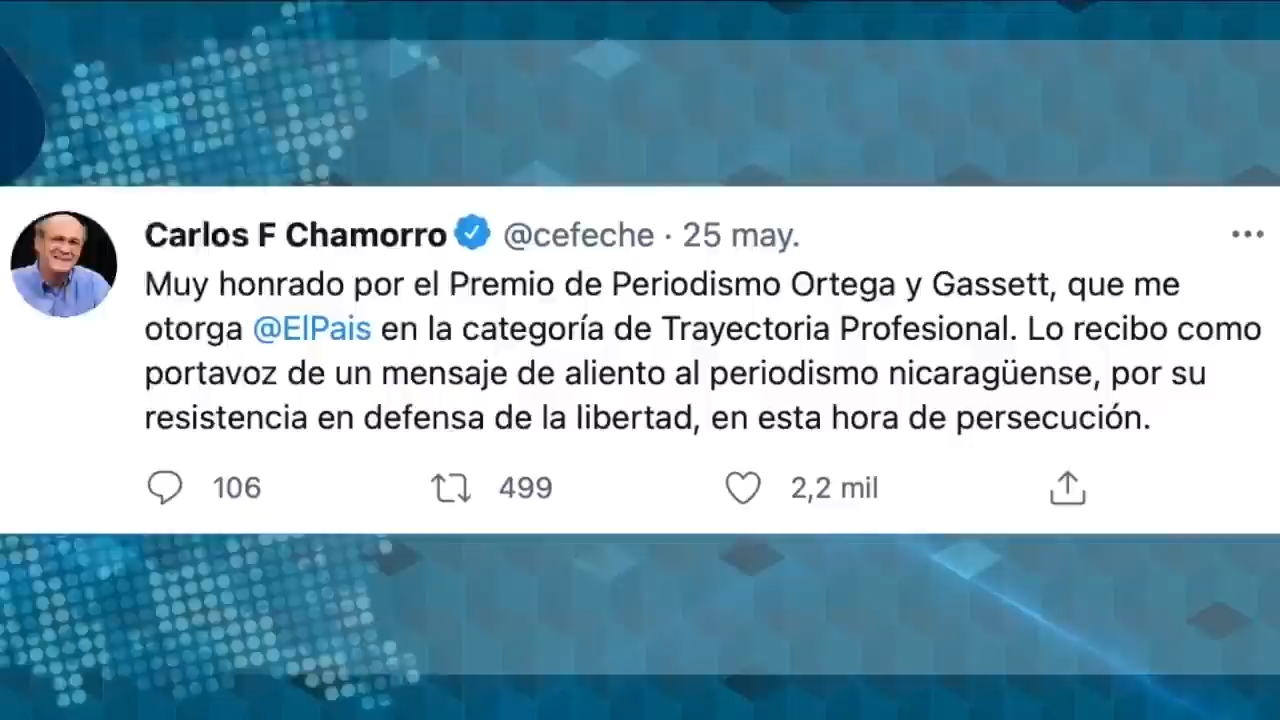 Carlos F Chamorro @cefeche · 25 may.
Muy honrado por el Premio de Periodismo Ortega y Gassett, que me
otorga @ElPais en la categoría de Trayectoria Profesional. Lo recibo como
portavoz de un mensaje de aliento al periodismo nicaragüense, por su
resistencia en defensa de la libertad, en esta hora de persecución.
106 499 2,2 mil